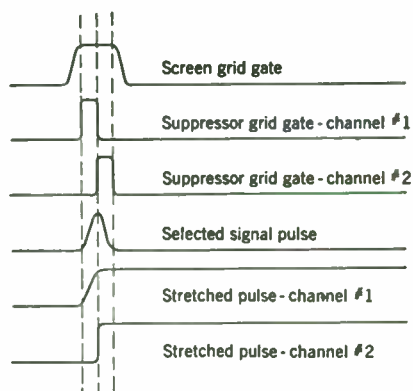 Screen grid gate
Suppressor grid gate - channel #1
Suppressor grid gate - channel #2
Selected signal pulse
Stretched pulse - channel #1
Stretched pulse - channel #2